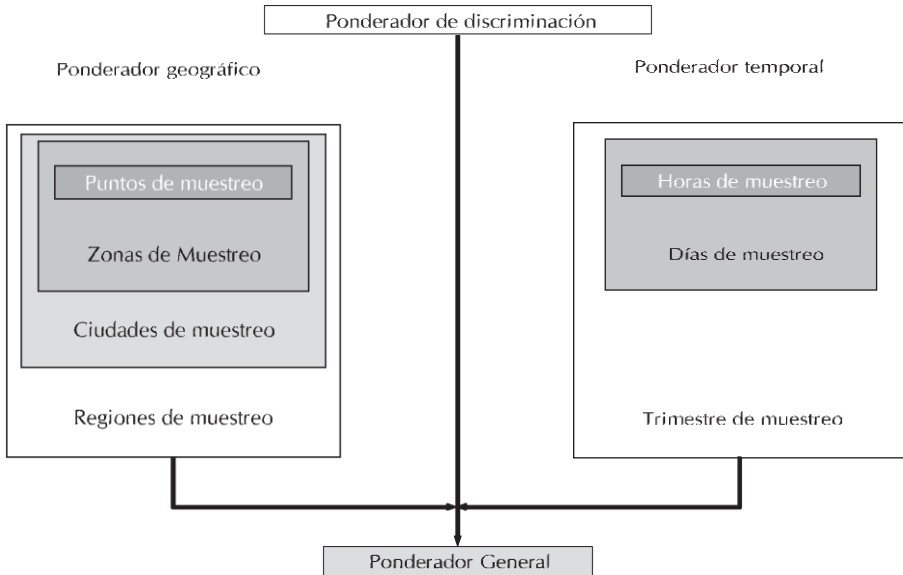 Ponderador de discriminación
Ponderador geográfico
Ponderador temporal
Puntos de muestreo
Zonas de Muestreo
Ciudades de muestreo
Regiones de muestreo
Horas de muestreo
Días de muestreo
Trimestre de muestreo
Ponderador General